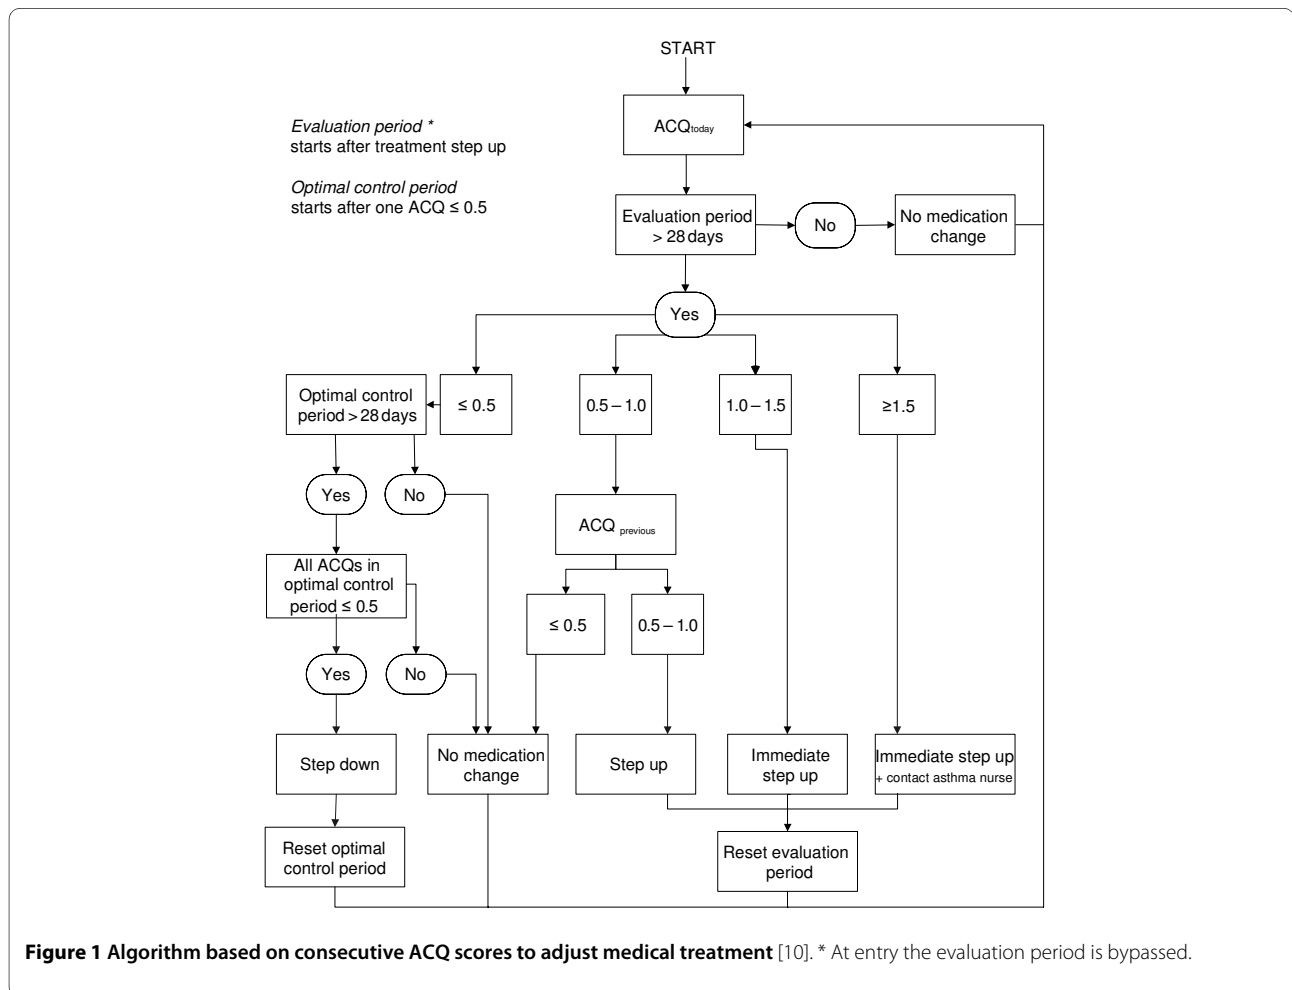 START
ACQtoday
Evaluation period *
starts after treatment step up
Optimal control period
starts after one ACQ ≤ 0.5
Evaluation period
> 28 days
No
No medication
change
Yes
Optimal control
period > 28 days
≤ 0.5
0.5 – 1.0
1.0 – 1.5
≥1.5
Yes
No
ACQ previous
All ACQs in
optimal control
period ≤ 0.5
≤ 0.5
0.5 – 1.0
Yes
No
Step down
No medication
change
Step up
Immediate
step up
Immediate step up
+ contact asthma nurse
Reset optimal
control period
Reset evaluation
period
Figure 1 Algorithm based on consecutive ACQ scores to adjust medical treatment [10]. * At entry the evaluation period is bypassed.